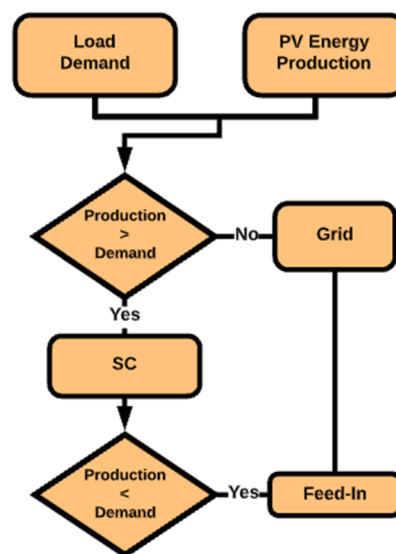 Load
Demand
PV Energy
Production
Production
>
Demand
No
Grid
Yes
SC
Production
<
Demand
Yes
Feed-In